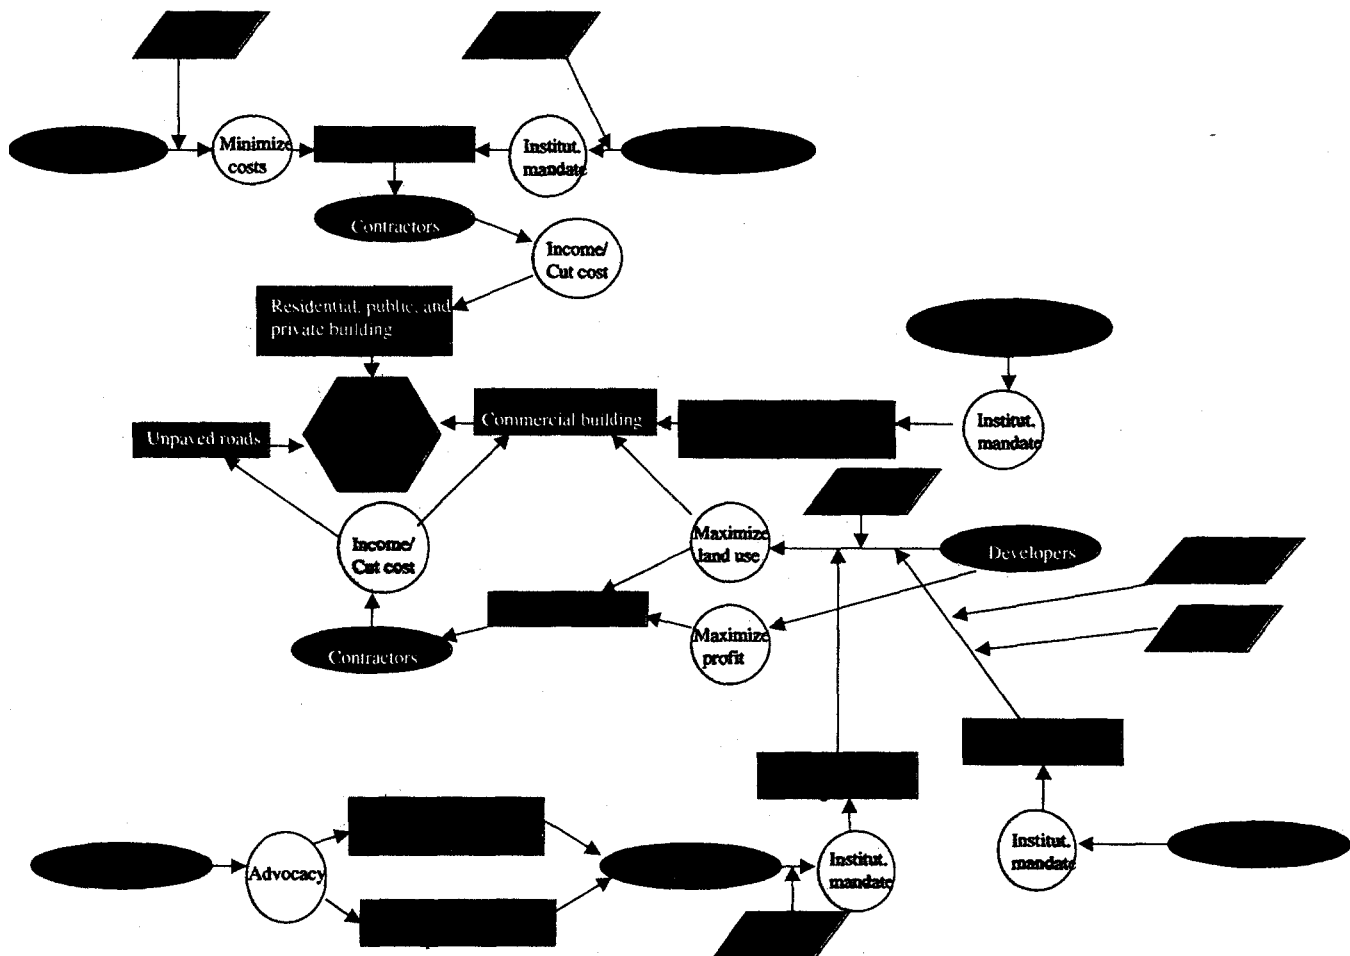 Minimize
costs
Institut.
mandate
Contractors
Income/
Cut cost
Residential, public, and
private building
Commercial building
Unpaved roads
Institut.
mandate
Income/
Cut cost
Maximize
land use
Developers
Maximize
profit
Contractors
Institut.
mandate
Advocacy
Institut.
mandate